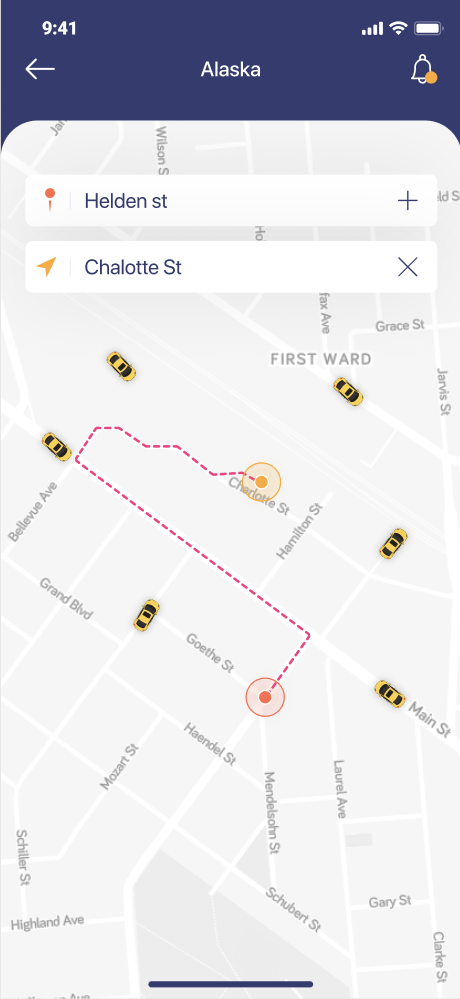 9:41
Alaska
Wilson S
ld S
Helden st
Ho
Chalotte St
fax Ave
Grace St
FIRST WARD
Jarvis St
Charlotte St
Bellevue Ave
Hamilton St
Grand Blvd
Goethe St
Main St
Haendel St
Mozart St
Laurel Ave
Mendelsohn St
Schiller St
Schubert St
Gary St
Highland Ave
Clarke St